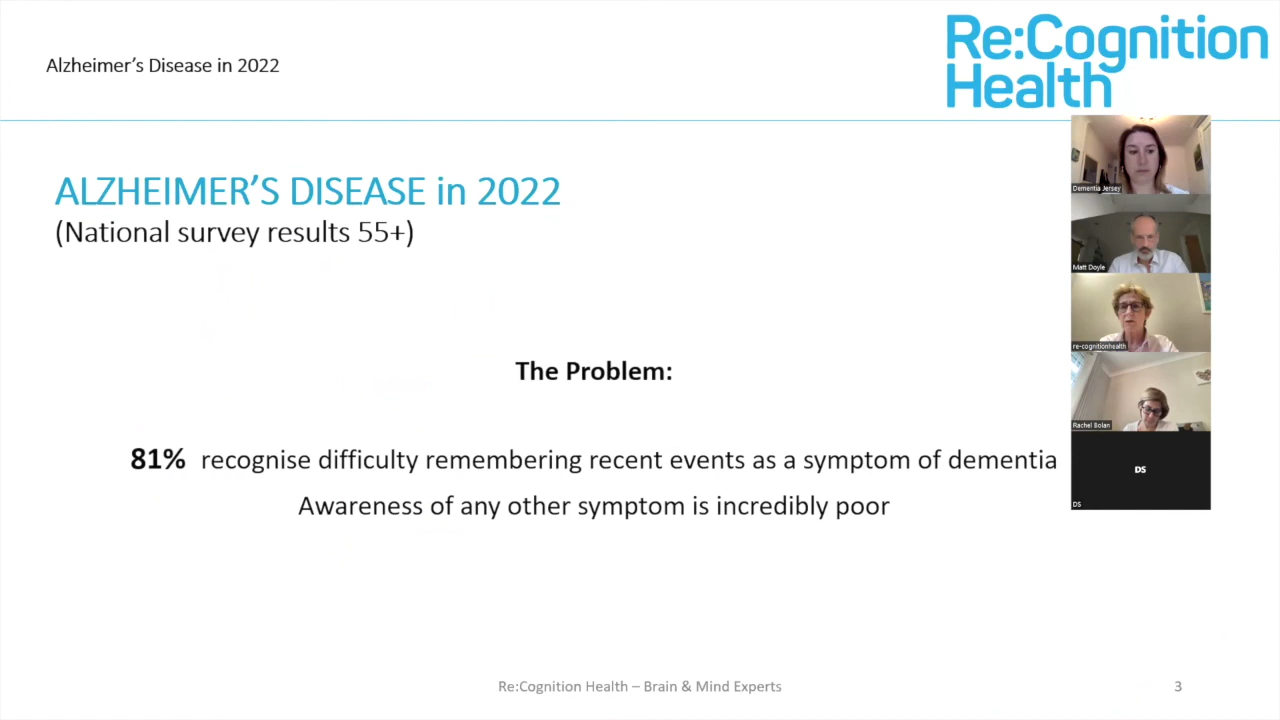 Alzheimer's Disease in 2022
Re:Cognition
Health
ALZHEIMER'S DISEASE in 2022
(National survey results 55+)
The Problem:
81% recognise difficulty remembering recent events as a symptom of dementia
Awareness of any other symptom is incredibly poor
Dementia Jersey
Matt Doyle
re-cognitionhealth
Rachel Bolan
DS
DS
Re:Cognition Health – Brain & Mind Experts
3